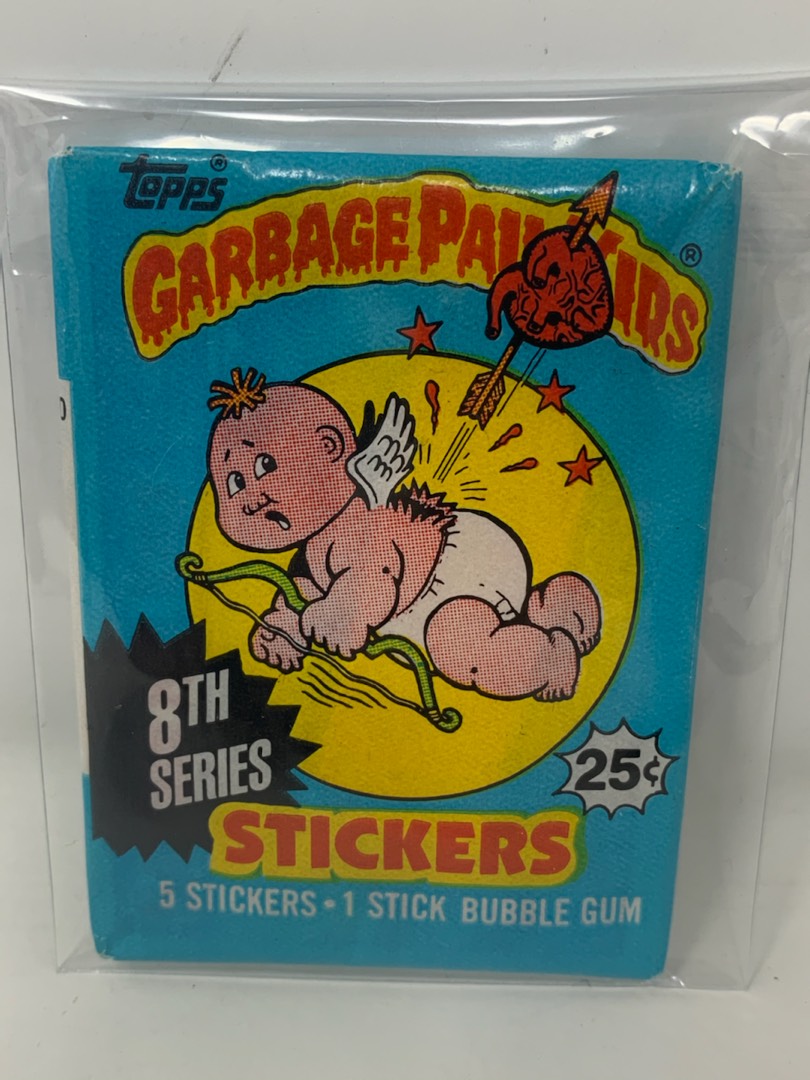 Topps®
GARBAGE PAIL KIDS®
8TH
SERIES
25¢
STICKERS
5 STICKERS • 1 STICK BUBBLE GUM